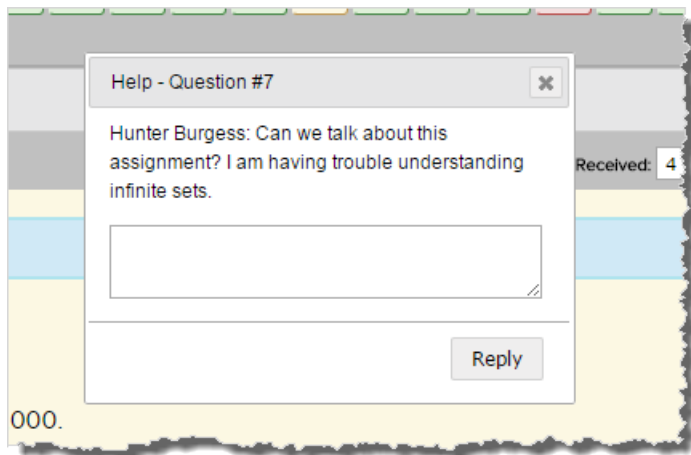 Help - Question #7
Hunter Burgess: Can we talk about this
assignment? I am having trouble understanding
infinite sets.
Received: 4
Reply
000.